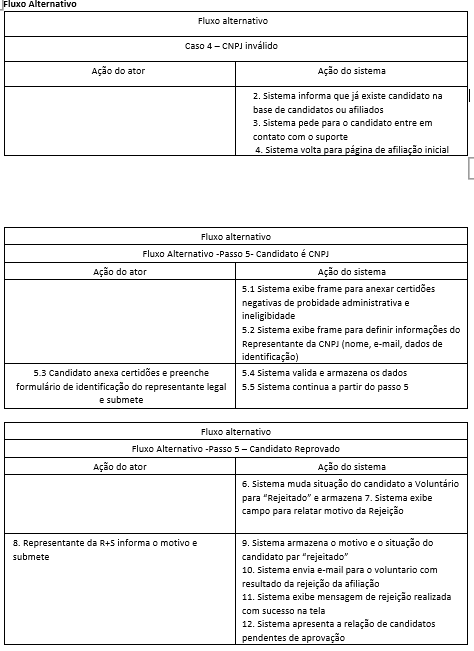 Fluxo Alternativo
Fluxo alternativo
Caso 4 – CNPJ inválido
Ação do ator
Ação do sistema
2. Sistema informa que já existe candidato na
base de candidatos ou afiliados
3. Sistema pede para o candidato entre em
contato com o suporte
4. Sistema volta para página de afiliação inicial
Fluxo alternativo
Fluxo Alternativo -Passo 5- Candidato é CNPJ
Ação do ator
Ação do sistema
5.1 Sistema exibe frame para anexar certidões
negativas de probidade administrativa e
ineligibidade
5.2 Sistema exibe frame para definir informações do
Representante da CNPJ (nome, e-mail, dados de
identificação)
5.3 Candidato anexa certidões e preenche
formulário de identificação do representante legal
e submete
5.4 Sistema valida e armazena os dados
5.5 Sistema continua a partir do passo 5
Fluxo alternativo
Fluxo Alternativo -Passo 5 – Candidato Reprovado
Ação do ator
Ação do sistema
6. Sistema muda situação do candidato a Voluntário
para “Rejeitado” e armazena 7. Sistema exibe
campo para relatar motivo da Rejeição
8. Representante da R+S informa o motivo e
submete
9. Sistema armazena o motivo e o situação do
candidato par “rejeitado”
10. Sistema envia e-mail para o voluntario com
resultado da rejeição da afiliação
11. Sistema exibe mensagem de rejeição realizada
com sucesso na tela
12. Sistema apresenta a relação de candidatos
pendentes de aprovação